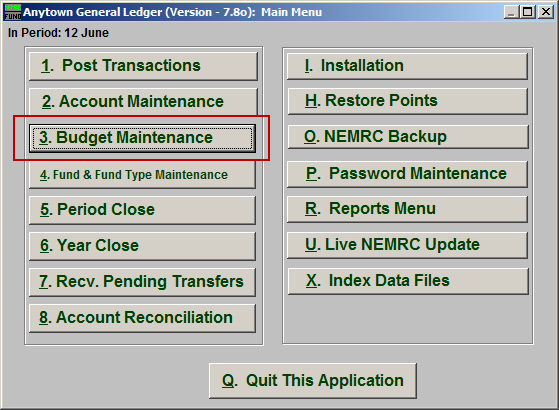 FUND
Anytown General Ledger (Version - 7.8o): Main Menu
In Period: 12 June
1. Post Transactions
2. Account Maintenance
3. Budget Maintenance
4. Fund & Fund Type Maintenance
5. Period Close
6. Year Close
7. Recv. Pending Transfers
8. Account Reconciliation
I. Installation
H. Restore Points
O. NEMRC Backup
P. Password Maintenance
R. Reports Menu
U. Live NEMRC Update
X. Index Data Files
Q. Quit This Application